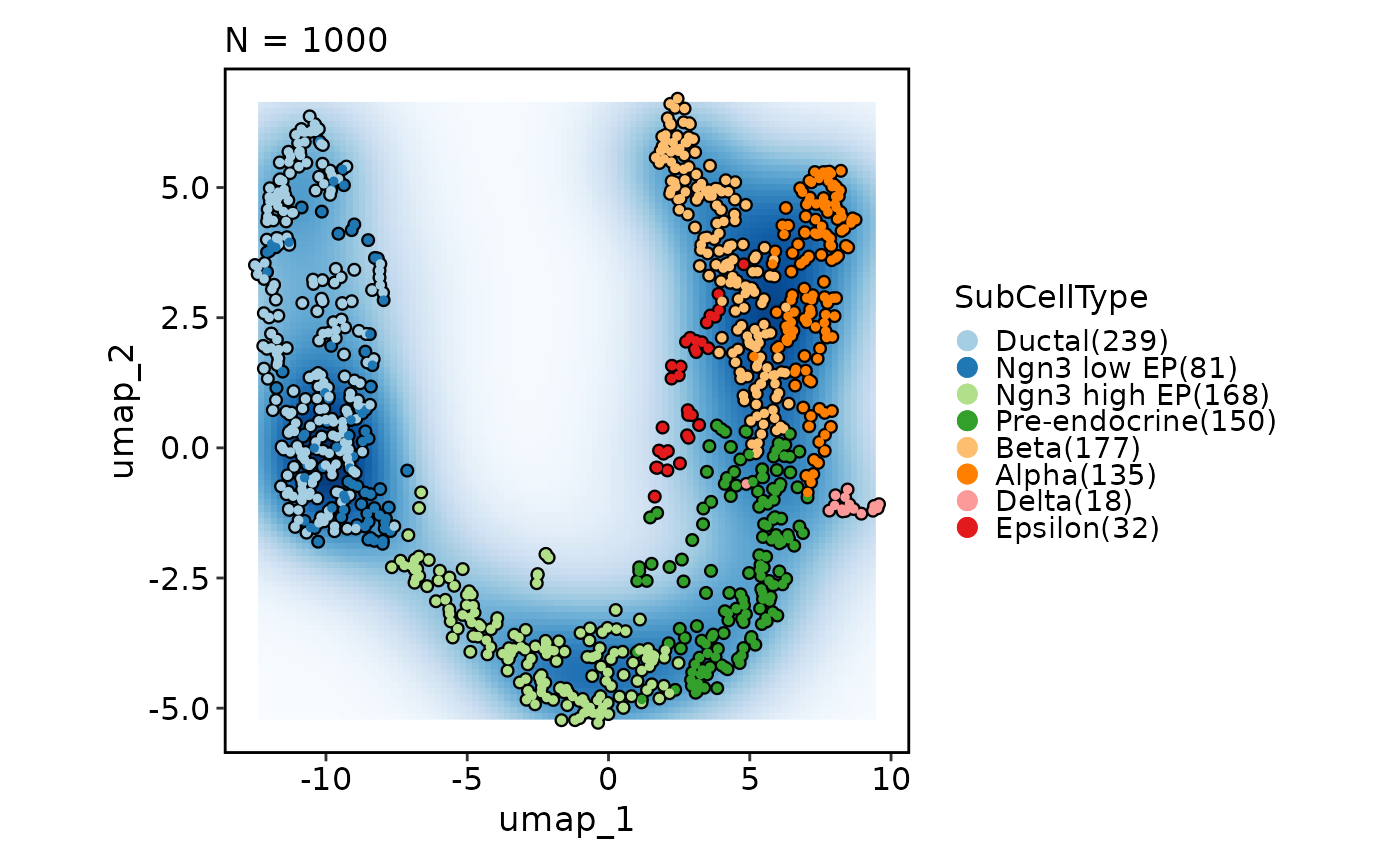 N = 1000
umap_2
5.0
2.5
0.0
-2.5
-5.0
-10
-5
0
5
10
umap_1
SubCellType
Ductal(239)
Ngn3 low EP(81)
Ngn3 high EP(168)
Pre-endocrine(150)
Beta(177)
Alpha(135)
Delta(18)
Epsilon(32)